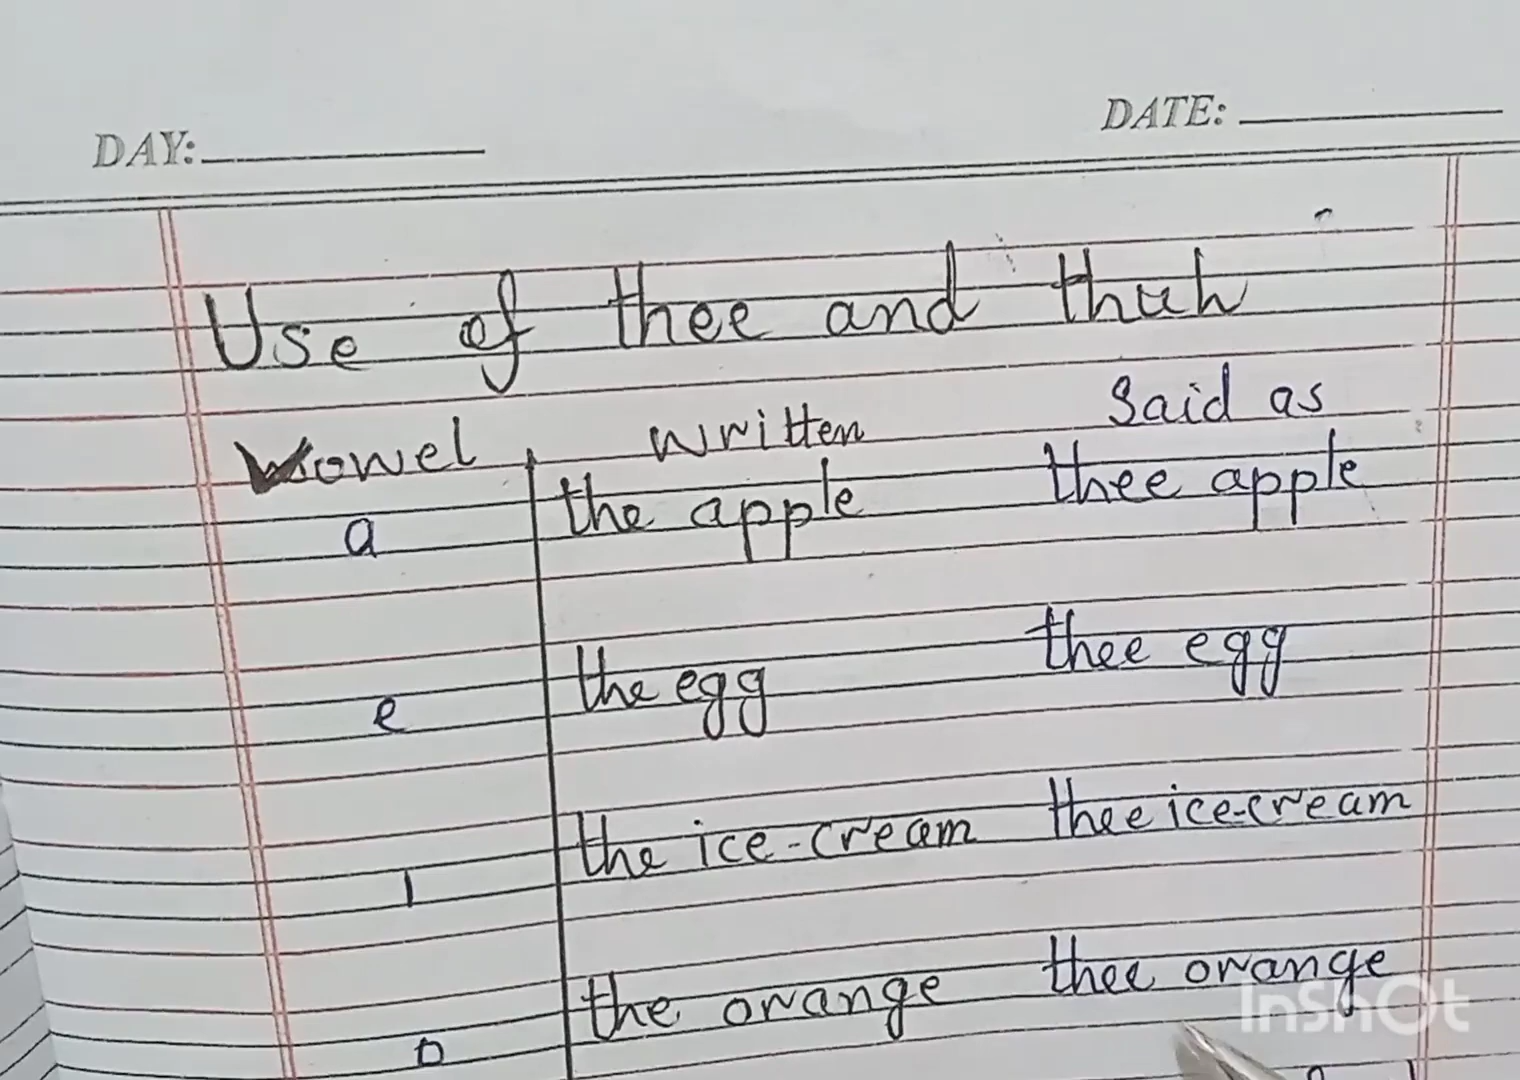 DAY: DATE:
Use of thee and thuh
Vowel written Said as
a the apple thee apple
e the egg thee egg
i the ice-cream thee ice-cream
o the orange thee orange
InShOt